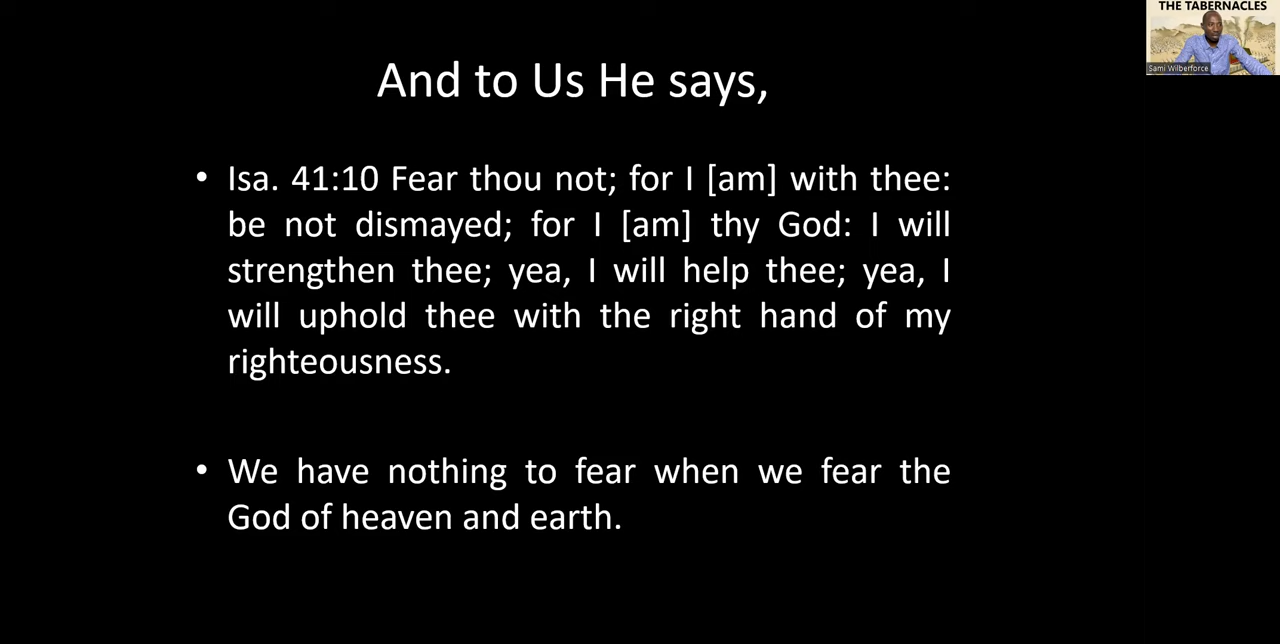 THE TABERNACLES
Sami Wilberforce
And to Us He says,
• Isa. 41:10 Fear thou not; for I [am] with thee:
be not dismayed; for I [am] thy God: I will
strengthen thee; yea, I will help thee; yea, I
will uphold thee with the right hand of my
righteousness.
• We have nothing to fear when we fear the
God of heaven and earth.